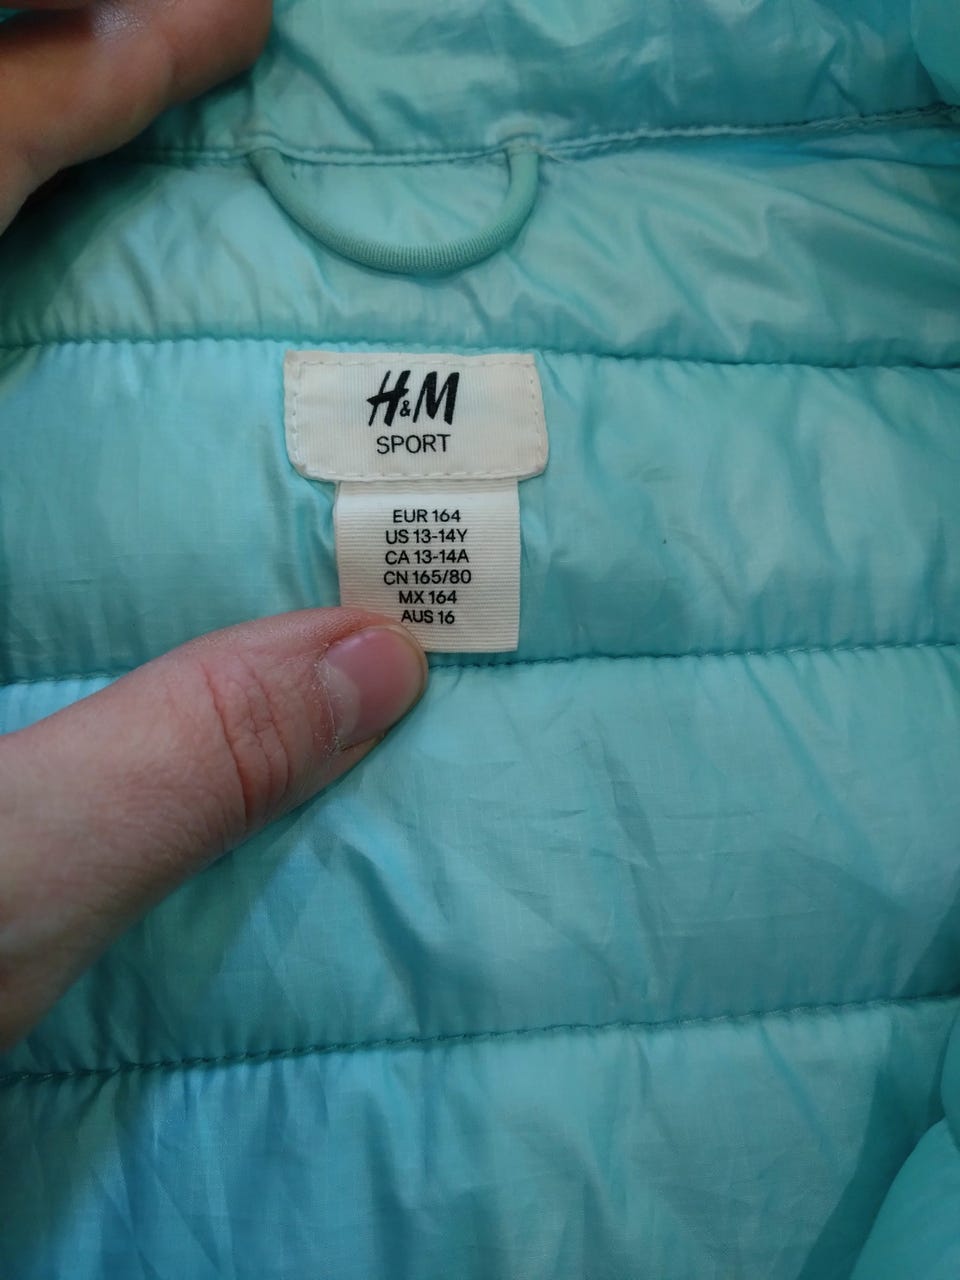 H&M
SPORT
EUR 164
US 13-14Y
CA 13-14A
CN 165/80
MX 164
AUS 16